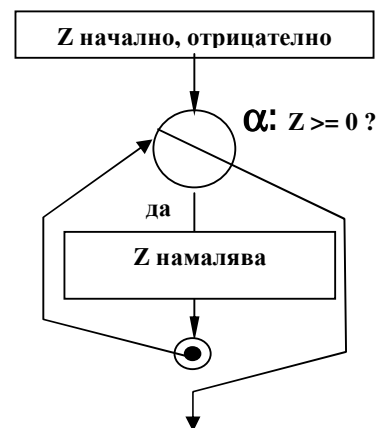 Z начално, отрицателно
α: Z >= 0 ?
да
Z намалява